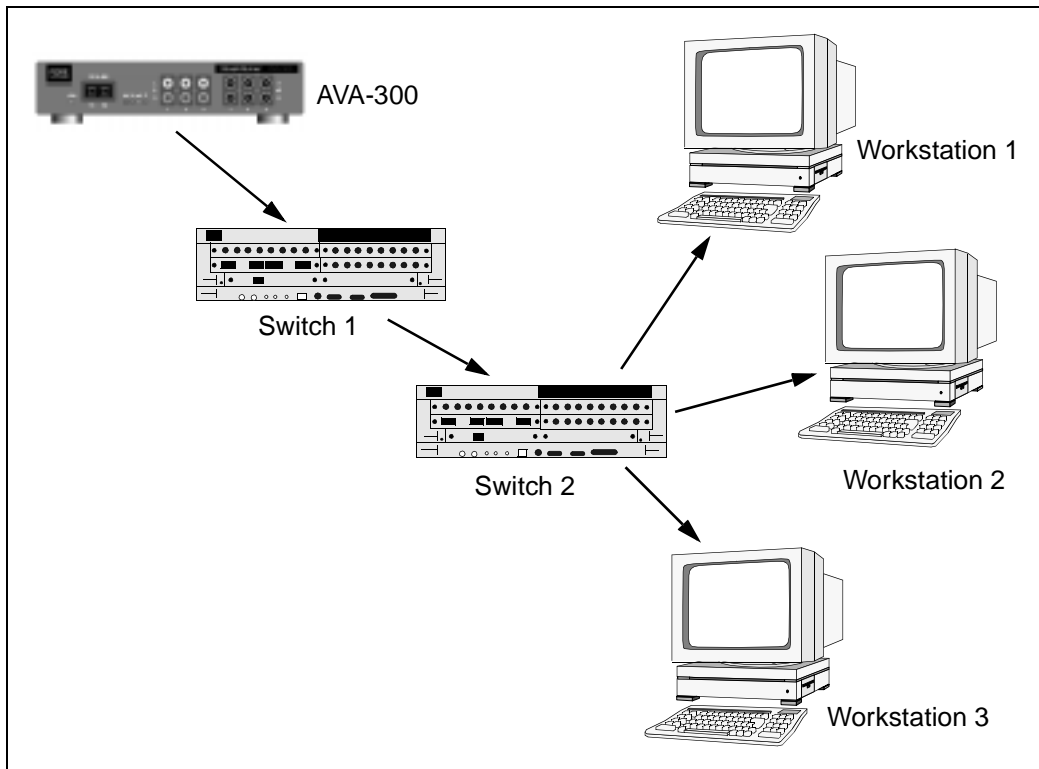 AVA-300
Workstation 1
Switch 1
Workstation 2
Switch 2
Workstation 3